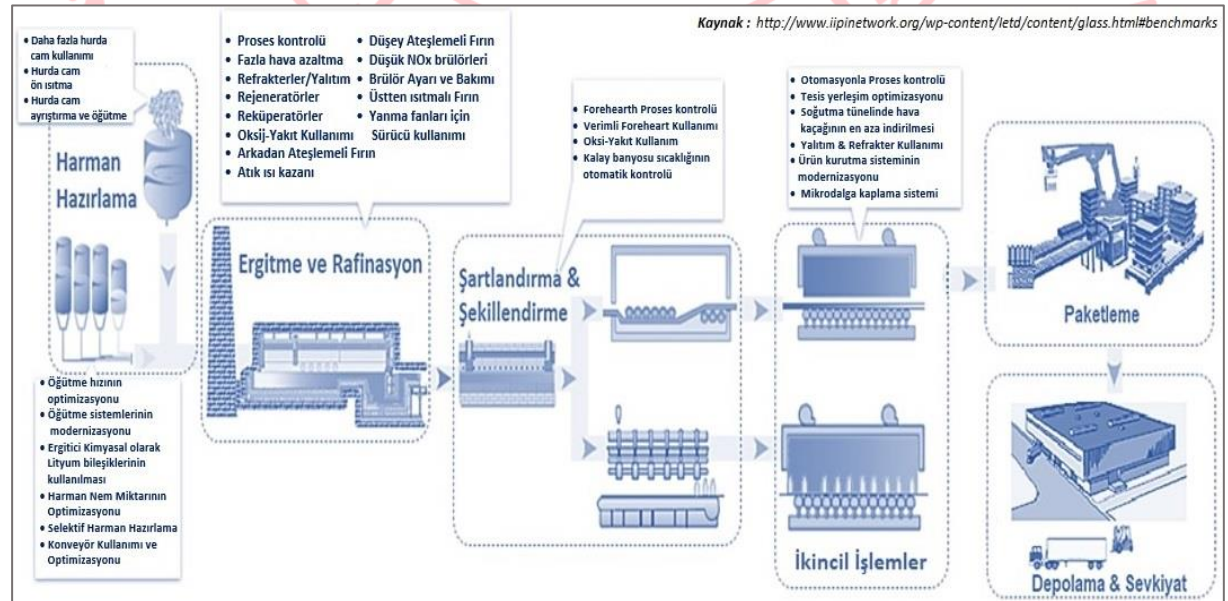 Kaynak : http://www.iipinetwork.org/wp-content/letd/content/glass.html#benchmarks
• Daha fazla hurda
cam kullanımı
• Hurda cam
ön ısıtma
• Hurda cam
ayrıştırma ve öğütme
Harman
Hazırlama
• Öğütme hızının
optimizasyonu
• Öğütme sistemlerinin
modernizasyonu
• Ergitici Kimyasal olarak
Lityum bileşiklerinin
kullanılması
• Harman Nem Miktarının
Optimizasyonu
• Selektif Harman Hazırlama
• Konveyör Kullanımı ve
Optimizasyonu
• Proses kontrolü
• Fazla hava azaltma
• Refrakterler/Yalıtım
• Rejeneratörler
• Reküperatörler
• Oksij-Yakıt Kullanımı
• Arkadan Ateşlemeli Fırın
• Atık ısı kazanı
• Düşey Ateşlemeli Fırın
• Düşük NOx brülörleri
• Brülör Ayarı ve Bakımı
• Üstten ısıtmalı Fırın
• Yanma fanları için
Sürücü kullanımı
Ergitme ve Rafinasyon
• Forehearth Proses kontrolü
• Verimli Foreheart Kullanımı
• Oksi-Yakıt Kullanım
• Kalay banyosu sıcaklığının
otomatik kontrolü
Şartlandırma &
Şekillendirme
• Otomasyonla Proses kontrolü
• Tesis yerleşim optimizasyonu
• Soğutma tünelinde hava
kaçağının en aza indirilmesi
• Yalıtım & Refrakter Kullanımı
• Ürün kurutma sisteminin
modernizasyonu
• Mikrodalga kaplama sistemi
İkincil İşlemler
Paketleme
Depolama & Sevkiyat